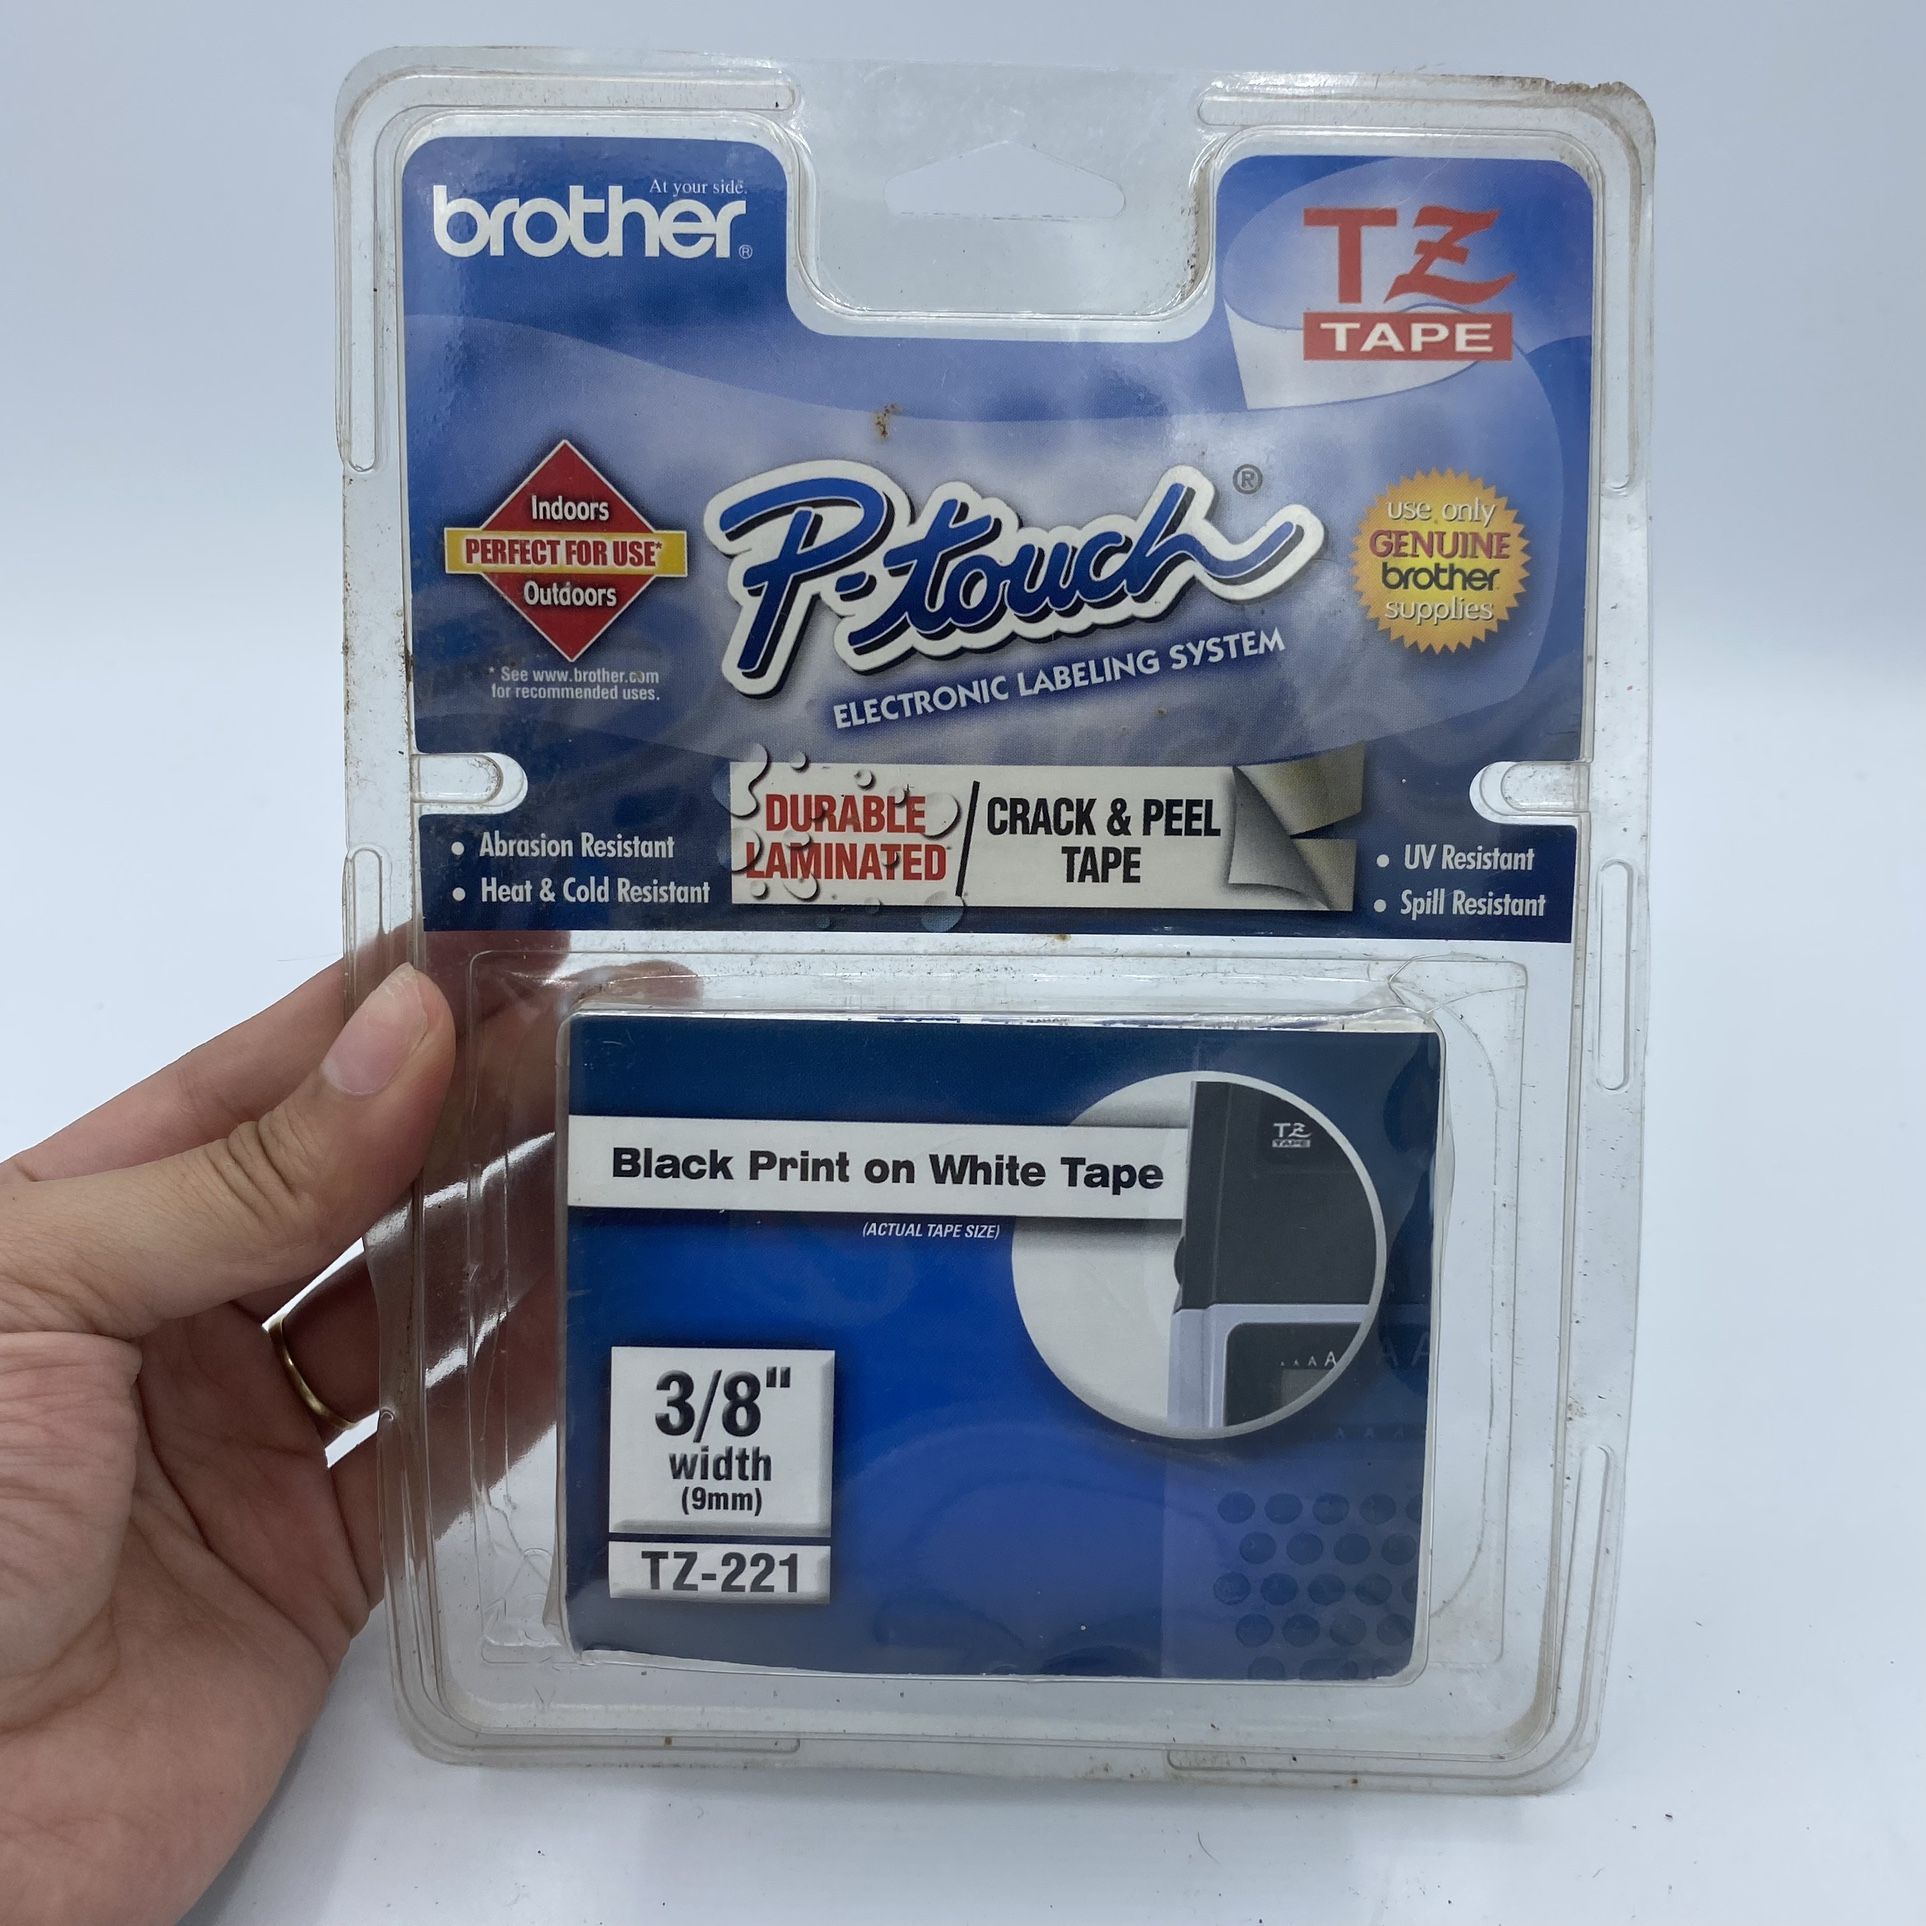 At your side.
brother®
TZ
TAPE
Indoors
PERFECT FOR USE*
Outdoors
* See www.brother.com
for recommended uses.
P-touch®
ELECTRONIC LABELING SYSTEM
use only
GENUINE
brother
supplies
DURABLE
LAMINATED
/
CRACK & PEEL
TAPE
• Abrasion Resistant
• Heat & Cold Resistant
• UV Resistant
• Spill Resistant
Black Print on White Tape
(ACTUAL TAPE SIZE)
TZ
TAPE
AAAA
3/8"
width
(9mm)
TZ-221